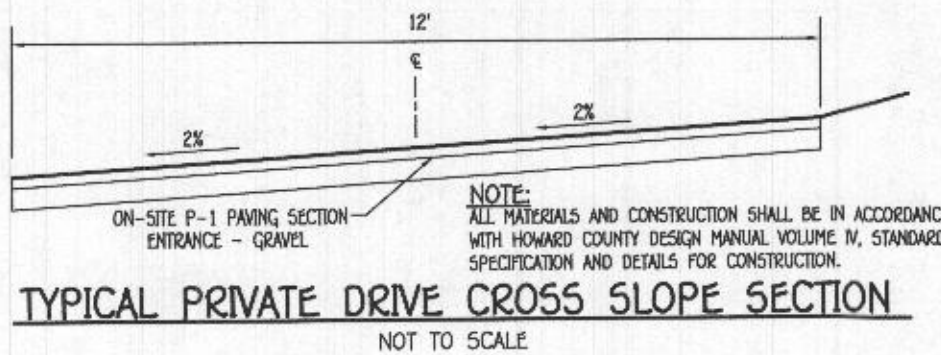 12'
℄
2%
2%
ON-SITE P-1 PAVING SECTION
ENTRANCE - GRAVEL
NOTE:
ALL MATERIALS AND CONSTRUCTION SHALL BE IN ACCORDANC
WITH HOWARD COUNTY DESIGN MANUAL VOLUME IV, STANDARD
SPECIFICATION AND DETAILS FOR CONSTRUCTION.
TYPICAL PRIVATE DRIVE CROSS SLOPE SECTION
NOT TO SCALE